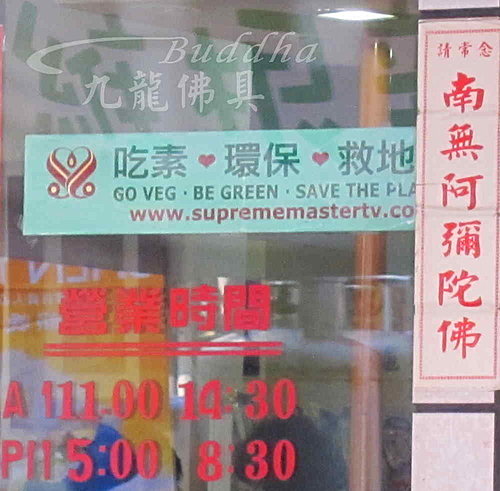 Buddha
九龍佛具
吃素 ♥ 環保 ♥ 救地
GO VEG · BE GREEN · SAVE THE PLA
www.suprememastertv.co
請常念
南無阿彌陀佛
營業時間
A 111:00 14:30
P11 5:00 8:30